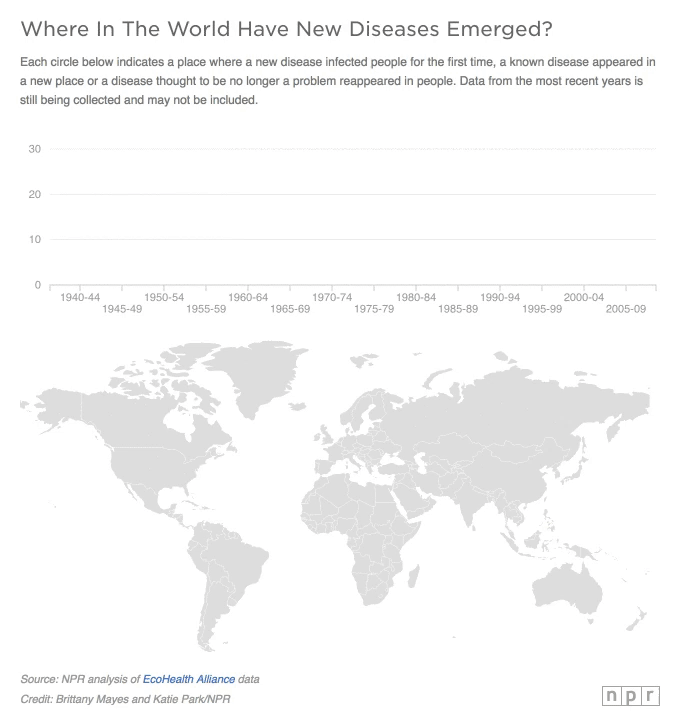 Where In The World Have New Diseases Emerged?
Each circle below indicates a place where a new disease infected people for the first time, a known disease appeared in
a new place or a disease thought to be no longer a problem reappeared in people. Data from the most recent years is
still being collected and may not be included.
30
20
10
0
1940-44 1950-54 1960-64 1970-74 1980-84 1990-94 2000-04
1945-49 1955-59 1965-69 1975-79 1985-89 1995-99 2005-09
Source: NPR analysis of EcoHealth Alliance data
Credit: Brittany Mayes and Katie Park/NPR
npr